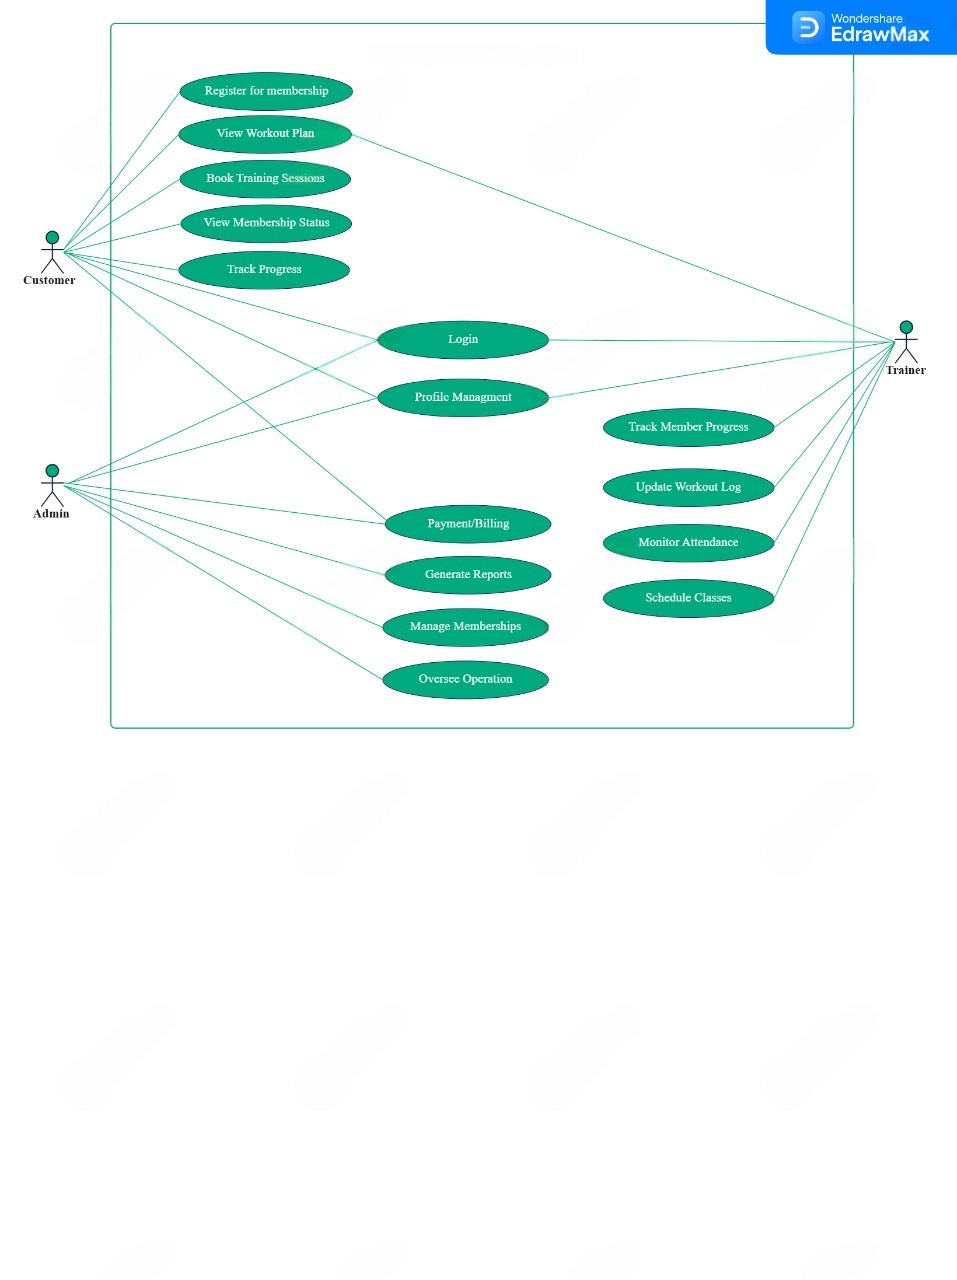 Wondershare
EdrawMax
Register for membership
View Workout Plan
Book Training Sessions
View Membership Status
Track Progress
Customer
Login
Trainer
Profile Managment
Track Member Progress
Update Workout Log
Admin
Payment/Billing
Monitor Attendance
Generate Reports
Schedule Classes
Manage Memberships
Oversee Operation